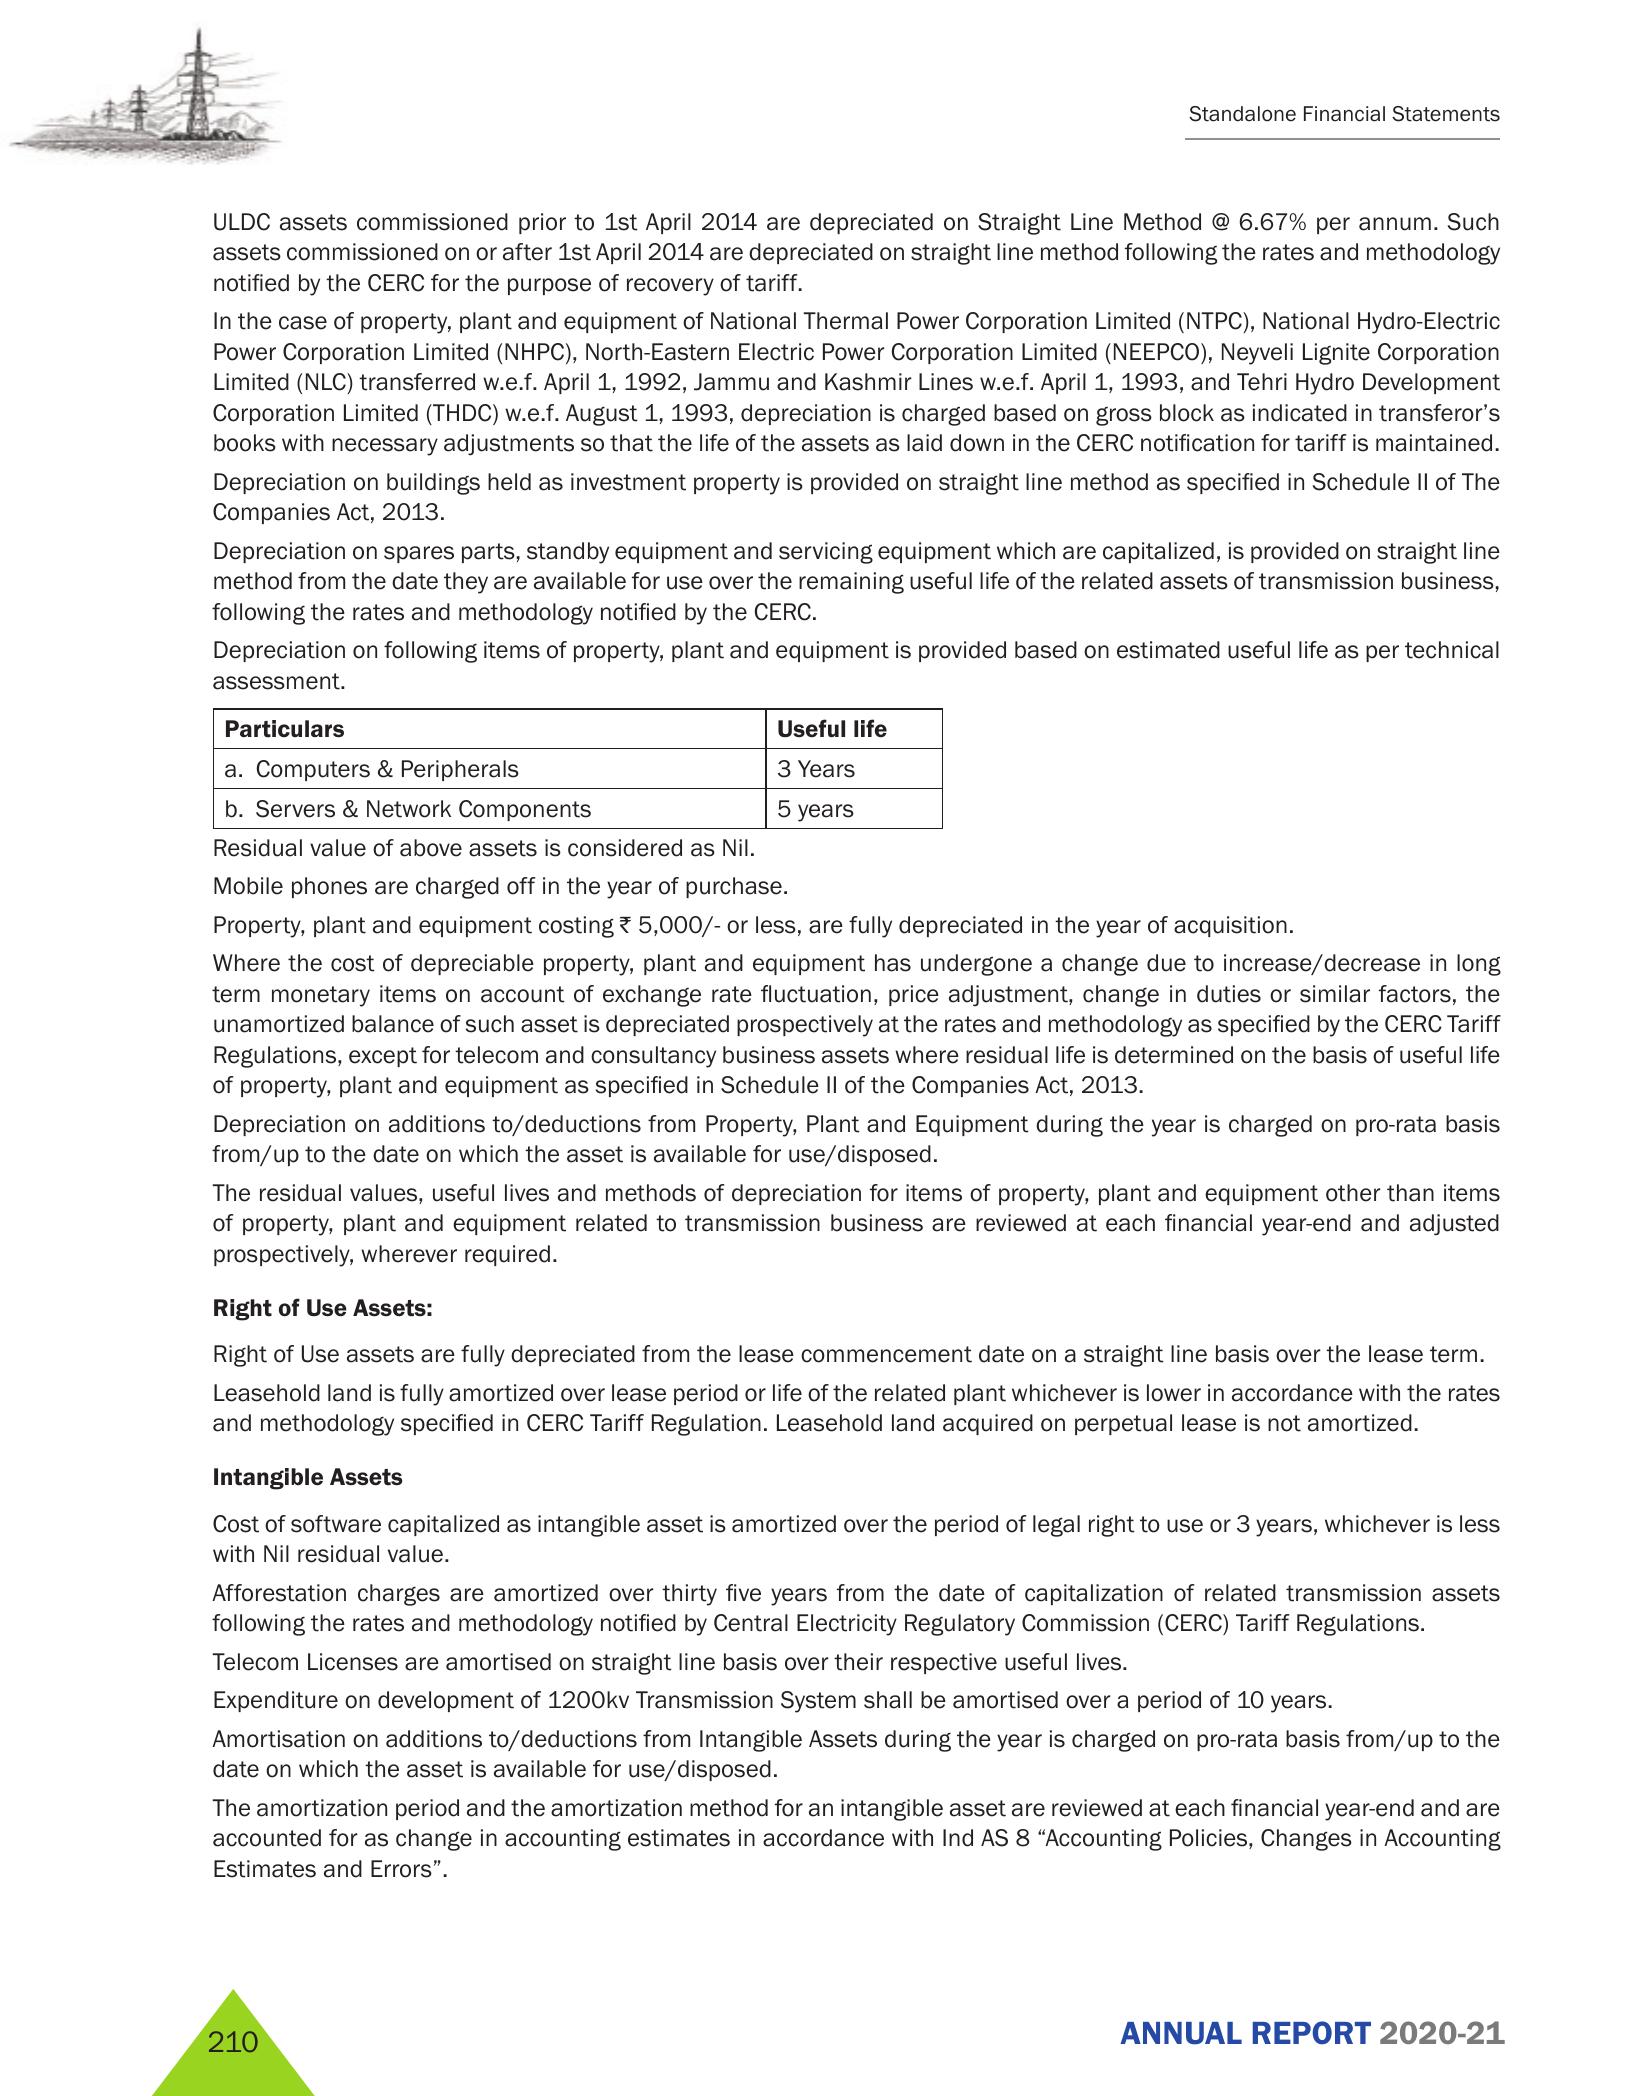 Standalone Financial Statements
ULDC assets commissioned prior to 1st April 2014 are depreciated on Straight Line Method @ 6.67% per annum. Such
assets commissioned on or after 1st April 2014 are depreciated on straight line method following the rates and methodology
notified by the CERC for the purpose of recovery of tariff.
In the case of property, plant and equipment of National Thermal Power Corporation Limited (NTPC), National Hydro-Electric
Power Corporation Limited (NHPC), North-Eastern Electric Power Corporation Limited (NEEPCO), Neyveli Lignite Corporation
Limited (NLC) transferred w.e.f. April 1, 1992, Jammu and Kashmir Lines w.e.f. April 1, 1993, and Tehri Hydro Development
Corporation Limited (THDC) w.e.f. August 1, 1993, depreciation is charged based on gross block as indicated in transferor’s
books with necessary adjustments so that the life of the assets as laid down in the CERC notification for tariff is maintained.
Depreciation on buildings held as investment property is provided on straight line method as specified in Schedule II of The
Companies Act, 2013.
Depreciation on spares parts, standby equipment and servicing equipment which are capitalized, is provided on straight line
method from the date they are available for use over the remaining useful life of the related assets of transmission business,
following the rates and methodology notified by the CERC.
Depreciation on following items of property, plant and equipment is provided based on estimated useful life as per technical
assessment.
Particulars Useful life
a. Computers & Peripherals 3 Years
b. Servers & Network Components 5 years
Residual value of above assets is considered as Nil.
Mobile phones are charged off in the year of purchase.
Property, plant and equipment costing ₹ 5,000/- or less, are fully depreciated in the year of acquisition.
Where the cost of depreciable property, plant and equipment has undergone a change due to increase/decrease in long
term monetary items on account of exchange rate fluctuation, price adjustment, change in duties or similar factors, the
unamortized balance of such asset is depreciated prospectively at the rates and methodology as specified by the CERC Tariff
Regulations, except for telecom and consultancy business assets where residual life is determined on the basis of useful life
of property, plant and equipment as specified in Schedule II of the Companies Act, 2013.
Depreciation on additions to/deductions from Property, Plant and Equipment during the year is charged on pro-rata basis
from/up to the date on which the asset is available for use/disposed.
The residual values, useful lives and methods of depreciation for items of property, plant and equipment other than items
of property, plant and equipment related to transmission business are reviewed at each financial year-end and adjusted
prospectively, wherever required.
Right of Use Assets:
Right of Use assets are fully depreciated from the lease commencement date on a straight line basis over the lease term.
Leasehold land is fully amortized over lease period or life of the related plant whichever is lower in accordance with the rates
and methodology specified in CERC Tariff Regulation. Leasehold land acquired on perpetual lease is not amortized.
Intangible Assets
Cost of software capitalized as intangible asset is amortized over the period of legal right to use or 3 years, whichever is less
with Nil residual value.
Afforestation charges are amortized over thirty five years from the date of capitalization of related transmission assets
following the rates and methodology notified by Central Electricity Regulatory Commission (CERC) Tariff Regulations.
Telecom Licenses are amortised on straight line basis over their respective useful lives.
Expenditure on development of 1200kv Transmission System shall be amortised over a period of 10 years.
Amortisation on additions to/deductions from Intangible Assets during the year is charged on pro-rata basis from/up to the
date on which the asset is available for use/disposed.
The amortization period and the amortization method for an intangible asset are reviewed at each financial year-end and are
accounted for as change in accounting estimates in accordance with Ind AS 8 “Accounting Policies, Changes in Accounting
Estimates and Errors”.
210
ANNUAL REPORT 2020-21